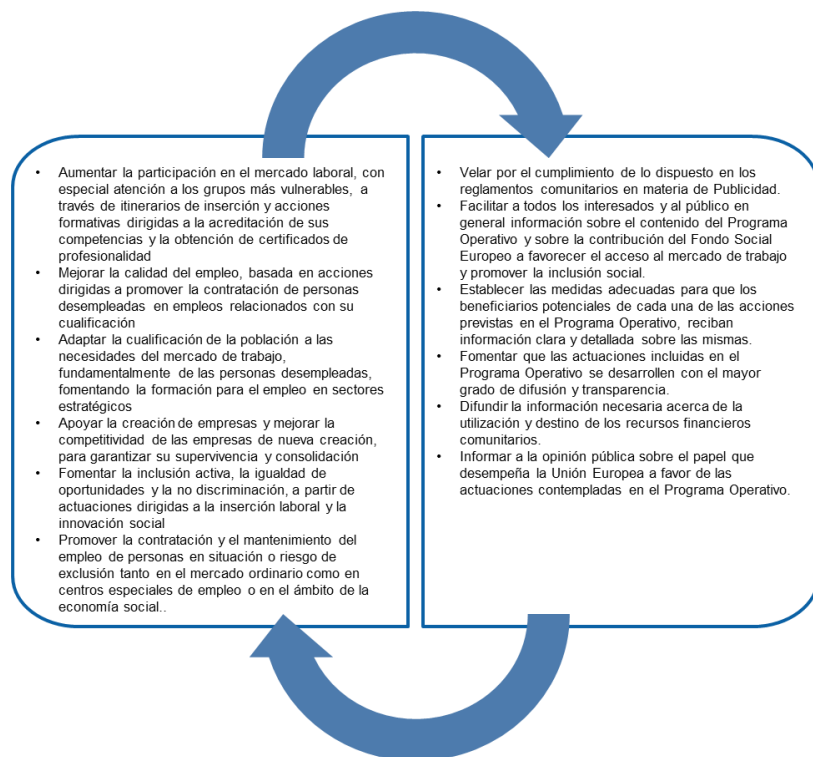 • Aumentar la participación en el mercado laboral, con
especial atención a los grupos más vulnerables, a
través de itinerarios de inserción y acciones
formativas dirigidas a la acreditación de sus
competencias y la obtención de certificados de
profesionalidad
• Mejorar la calidad del empleo, basada en acciones
dirigidas a promover la contratación de personas
desempleadas en empleos relacionados con su
cualificación
• Adaptar la cualificación de la población a las
necesidades del mercado de trabajo,
fundamentalmente de las personas desempleadas,
fomentando la formación para el empleo en sectores
estratégicos
• Apoyar la creación de empresas y mejorar la
competitividad de las empresas de nueva creación,
para garantizar su supervivencia y consolidación
• Fomentar la inclusión activa, la igualdad de
oportunidades y la no discriminación, a partir de
actuaciones dirigidas a la inserción laboral y la
innovación social
• Promover la contratación y el mantenimiento del
empleo de personas en situación o riesgo de
exclusión tanto en el mercado ordinario como en
centros especiales de empleo o en el ámbito de la
economía social..
• Velar por el cumplimiento de lo dispuesto en los
reglamentos comunitarios en materia de Publicidad.
• Facilitar a todos los interesados y al público en
general información sobre el contenido del Programa
Operativo y sobre la contribución del Fondo Social
Europeo a favorecer el acceso al mercado de trabajo
y promover la inclusión social.
• Establecer las medidas adecuadas para que los
beneficiarios potenciales de cada una de las acciones
previstas en el Programa Operativo, reciban
información clara y detallada sobre las mismas.
• Fomentar que las actuaciones incluidas en el
Programa Operativo se desarrollen con el mayor
grado de difusión y transparencia.
• Difundir la información necesaria acerca de la
utilización y destino de los recursos financieros
comunitarios.
• Informar a la opinión pública sobre el papel que
desempeña la Unión Europea a favor de las
actuaciones contempladas en el Programa Operativo.